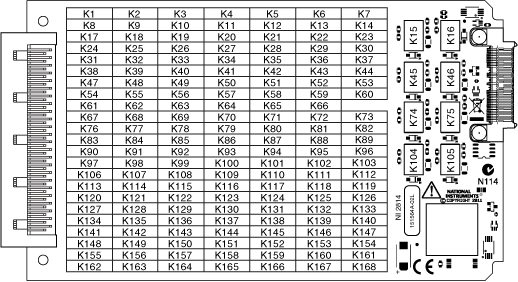 K1 K2 K3 K4 K5 K6 K7
K8 K9 K10 K11 K12 K13 K14
K17 K18 K19 K20 K21 K22 K23
K24 K25 K26 K27 K28 K29 K30
K31 K32 K33 K34 K35 K36 K37
K38 K39 K40 K41 K42 K43 K44
K47 K48 K49 K50 K51 K52 K53
K54 K55 K56 K57 K58 K59 K60
K61 K62 K63 K64 K65 K66
K67 K68 K69 K70 K71 K72 K73
K76 K77 K78 K79 K80 K81 K82
K83 K84 K85 K86 K87 K88 K89
K90 K91 K92 K93 K94 K95 K96
K97 K98 K99 K100 K101 K102 K103
K106 K107 K108 K109 K110 K111 K112
K113 K114 K115 K116 K117 K118 K119
K120 K121 K122 K123 K124 K125 K126
K127 K128 K129 K130 K131 K132 K133
K134 K135 K136 K137 K138 K139 K140
K141 K142 K143 K144 K145 K146 K147
K148 K149 K150 K151 K152 K153 K154
K155 K156 K157 K158 K159 K160 K161
K162 K163 K164 K165 K166 K167 K168
K15 K16
K45 K46
K74 K75
K104 K105
N114
NI 2814
151584A-02L
NATIONAL
INSTRUMENTS
© COPYRIGHT 2011
CE